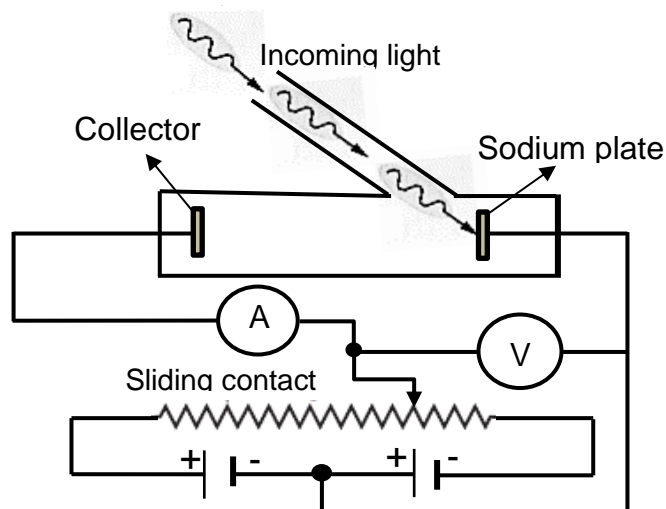 Incoming light
Collector
Sodium plate
A
V
Sliding contact
+ - + -